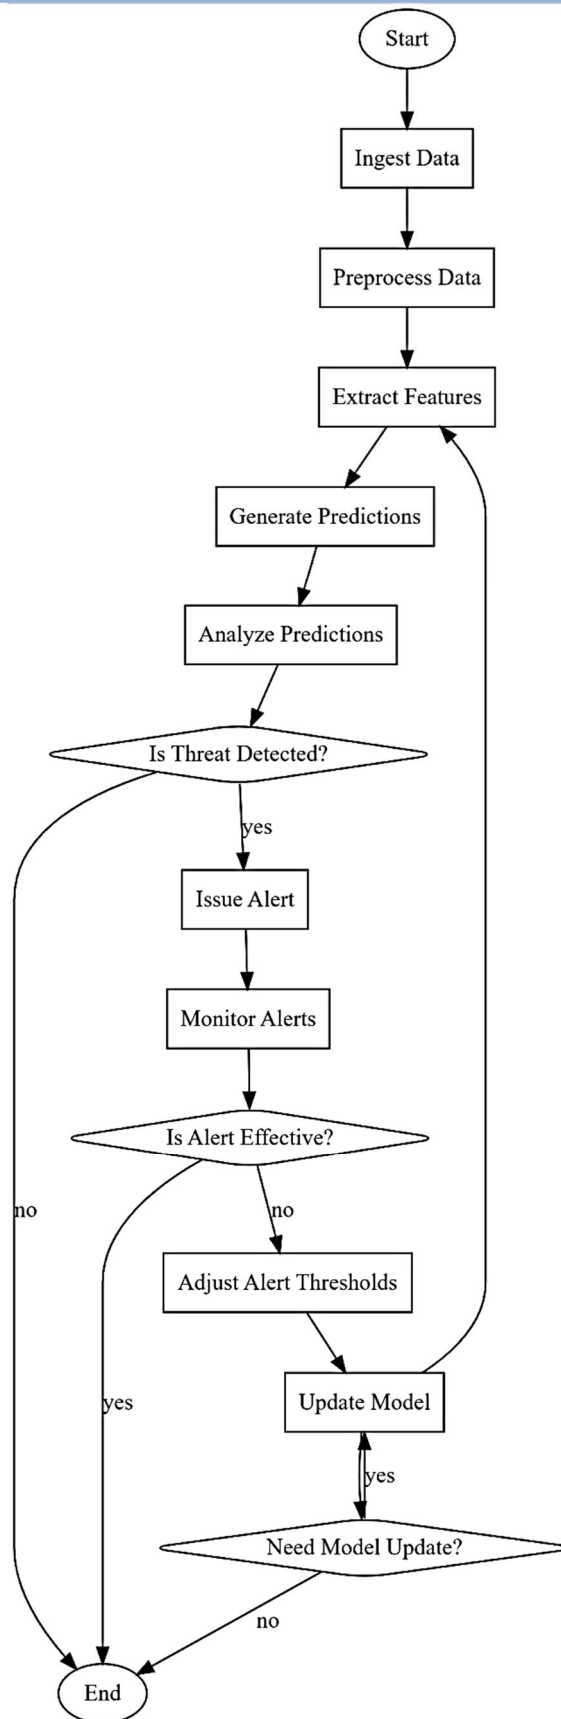 Start
Ingest Data
Preprocess Data
Extract Features
Generate Predictions
Analyze Predictions
Is Threat Detected?
yes
Issue Alert
Monitor Alerts
Is Alert Effective?
no
no
Adjust Alert Thresholds
yes
Update Model
yes
Need Model Update?
no
End